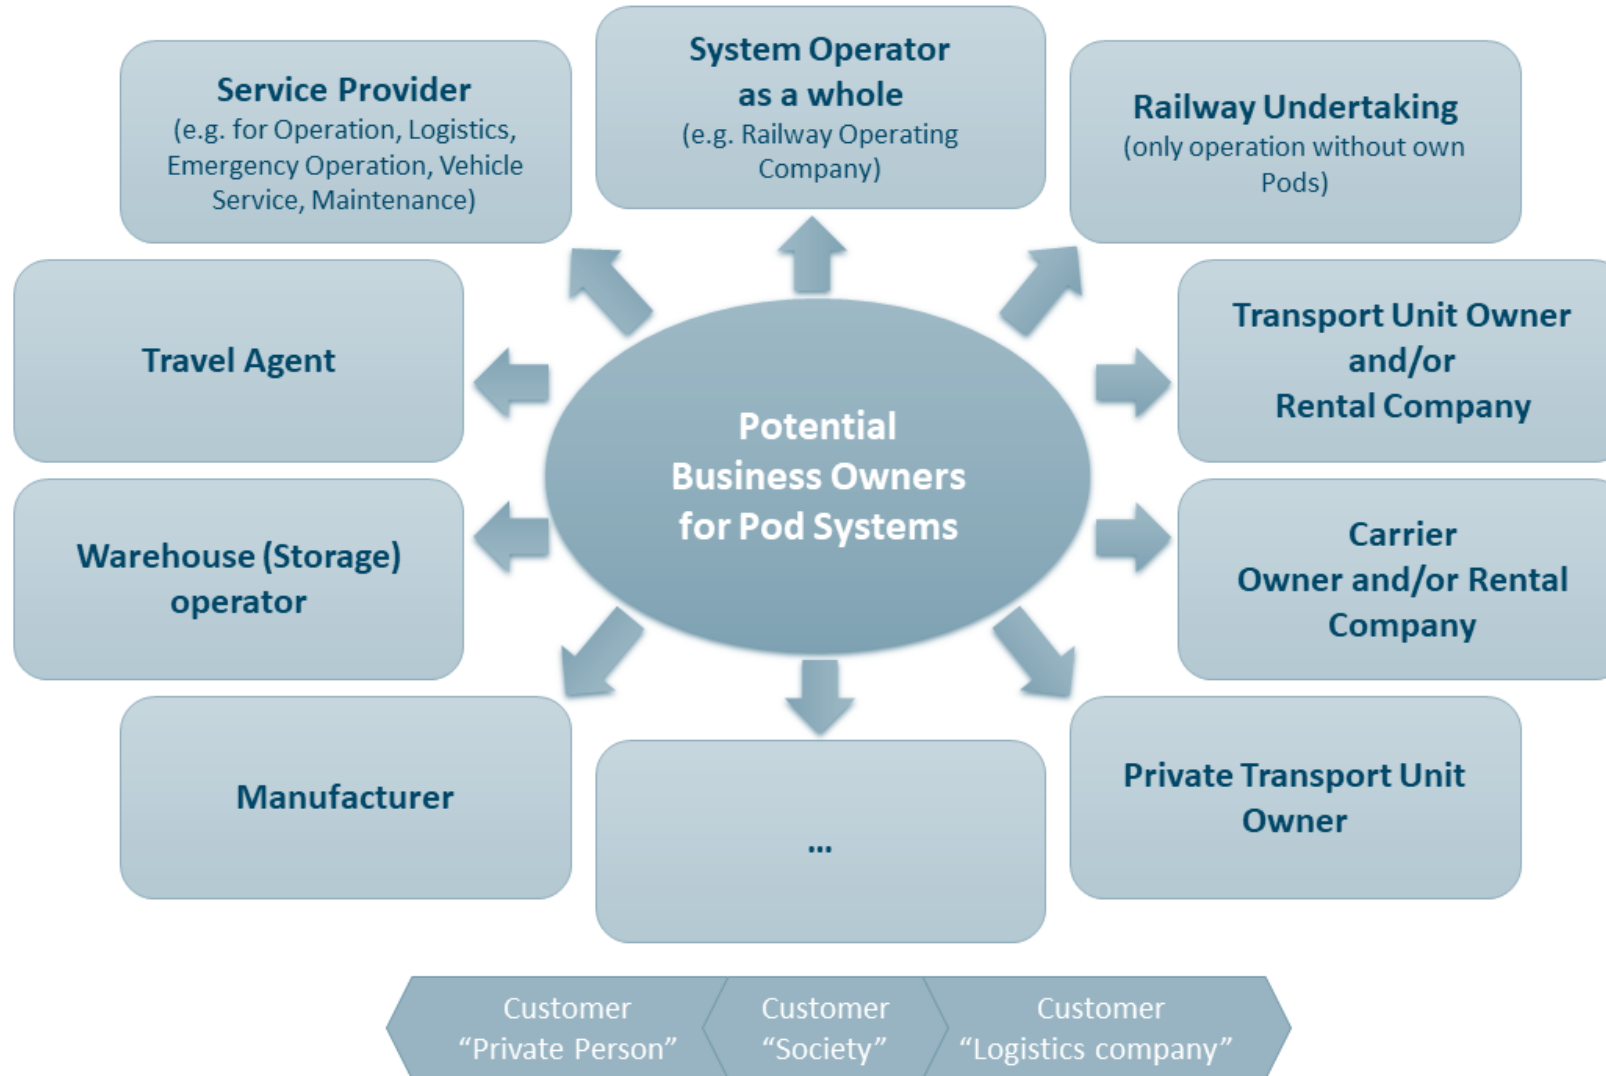 System Operator
as a whole
(e.g. Railway Operating
Company)
Service Provider
(e.g. for Operation, Logistics,
Emergency Operation, Vehicle
Service, Maintenance)
Railway Undertaking
(only operation without own
Pods)
Travel Agent
Transport Unit Owner
and/or
Rental Company
Potential
Business Owners
for Pod Systems
Warehouse (Storage)
operator
Carrier
Owner and/or Rental
Company
Manufacturer
...
Private Transport Unit
Owner
Customer
“Private Person”
Customer
“Society”
Customer
“Logistics company”